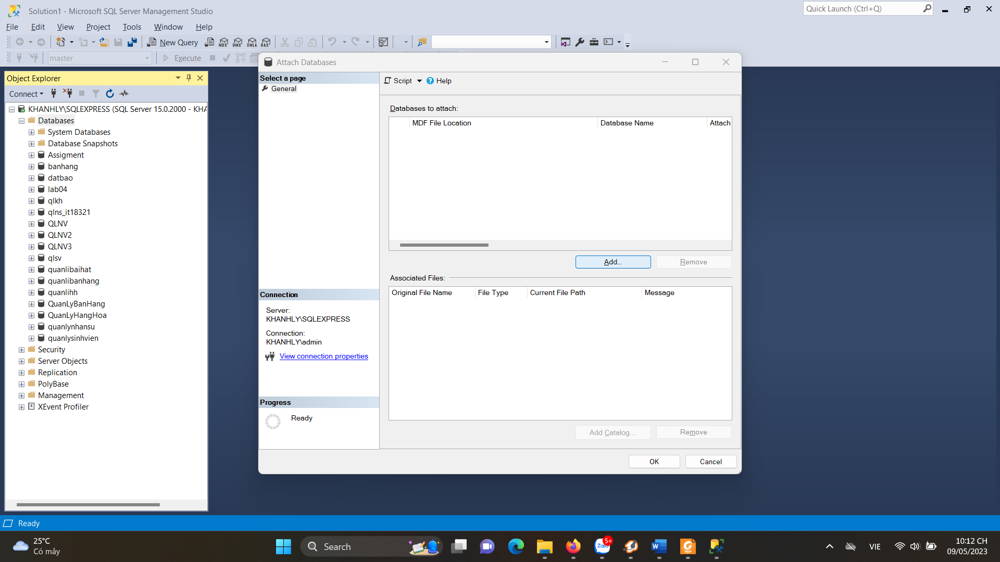 Solution1 - Microsoft SQL Server Management Studio
Quick Launch (Ctrl+Q)
File Edit View Project Tools Window Help
New Query MDX DMX XMLA DAX
master Execute
Object Explorer
Connect
KHANHLY\SQLEXPRESS (SQL Server 15.0.2000 - KHA
Databases
System Databases
Database Snapshots
Assigment
banhang
datbao
lab04
qlkh
qlns_it18321
QLNV
QLNV2
QLNV3
qlsv
quanlibaihat
quanlibanhang
quanlihh
QuanLyBanHang
QuanLyHangHoa
quanlynhansu
quanlysinhvien
Security
Server Objects
Replication
PolyBase
Management
XEvent Profiler
Attach Databases
Select a page
General
Connection
Server:
KHANHLY\SQLEXPRESS
Connection:
KHANHLY\admin
View connection properties
Progress
Ready
Script Help
Databases to attach:
MDF File Location Database Name Attach
Add... Remove
Associated Files:
Original File Name File Type Current File Path Message
Add Catalog... Remove
OK Cancel
Ready
25°C
Có mây
Search
Zalo
5+
W
PDF
VIE
10:12 CH
09/05/2023